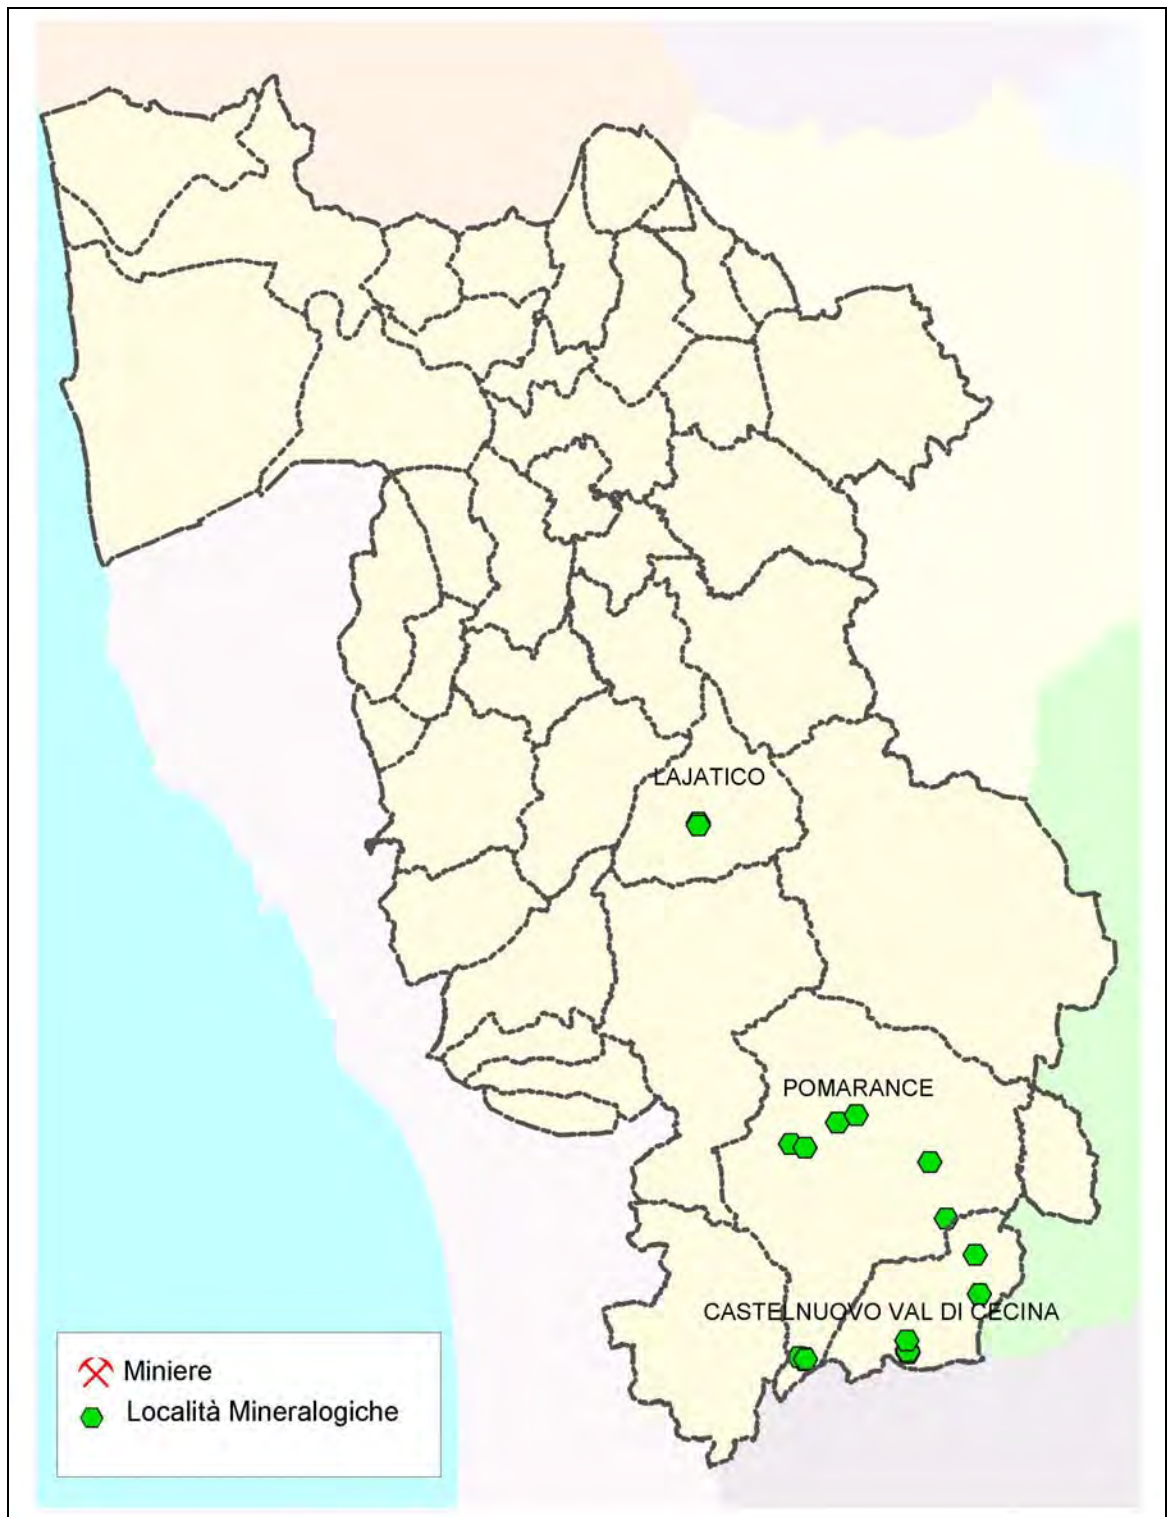 LAJATICO
POMARANCE
CASTELNUOVO VAL DI CECINA
Miniere
Località Mineralogiche